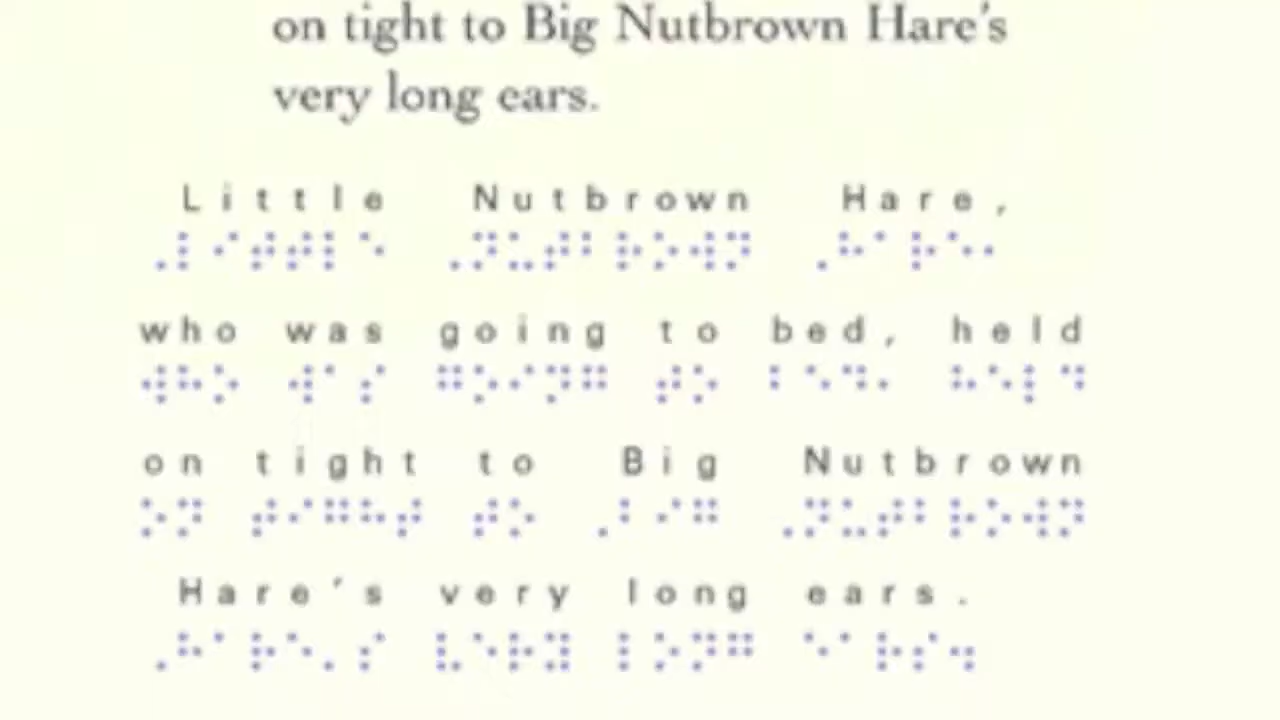 on tight to Big Nutbrown Hare's
very long ears.
Little Nutbrown Hare,
⠠⠇⠊⠞⠞⠇⠑ ⠠⠝⠥⠞⠃⠗⠕⠺⠝ ⠠⠓⠁⠗⠑⠂
who was going to bed, held
⠺⠓⠕ ⠺⠁⠎ ⠛⠕⠊⠝⠛ ⠞⠕ ⠃⠑⠙⠂ ⠓⠑⠇⠙
on tight to Big Nutbrown
⠕⠝ ⠞⠊⠛⠓⠞ ⠞⠕ ⠠⠃⠊⠛ ⠠⠝⠥⠞⠃⠗⠕⠺⠝
Hare's very long ears.
⠠⠓⠁⠗⠑⠄⠎ ⠧⠑⠗⠽ ⠇⠕⠝⠛ ⠑⠁⠗⠎⠲